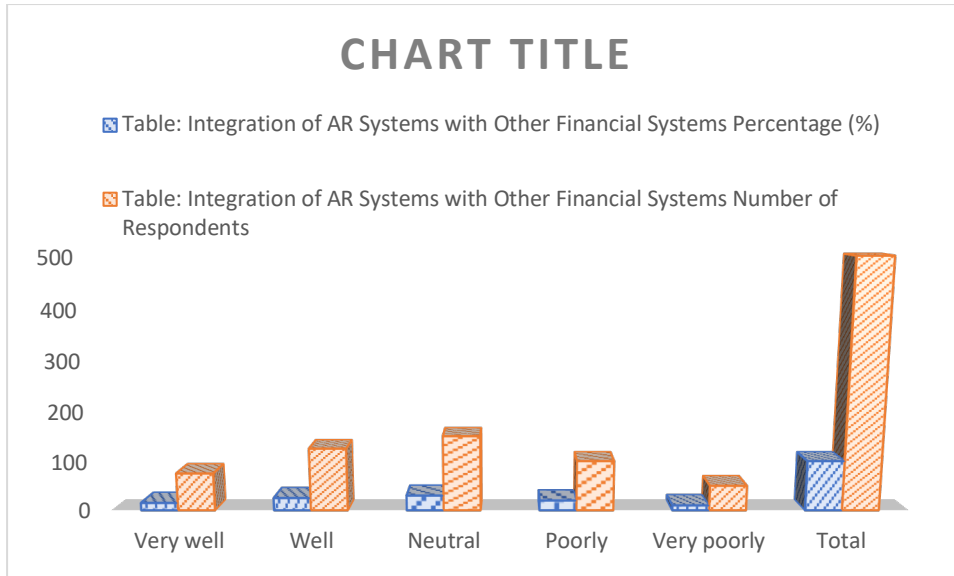 CHART TITLE
Table: Integration of AR Systems with Other Financial Systems Percentage (%)
Table: Integration of AR Systems with Other Financial Systems Number of
Respondents
500
400
300
200
100
0
Very well Well Neutral Poorly Very poorly Total